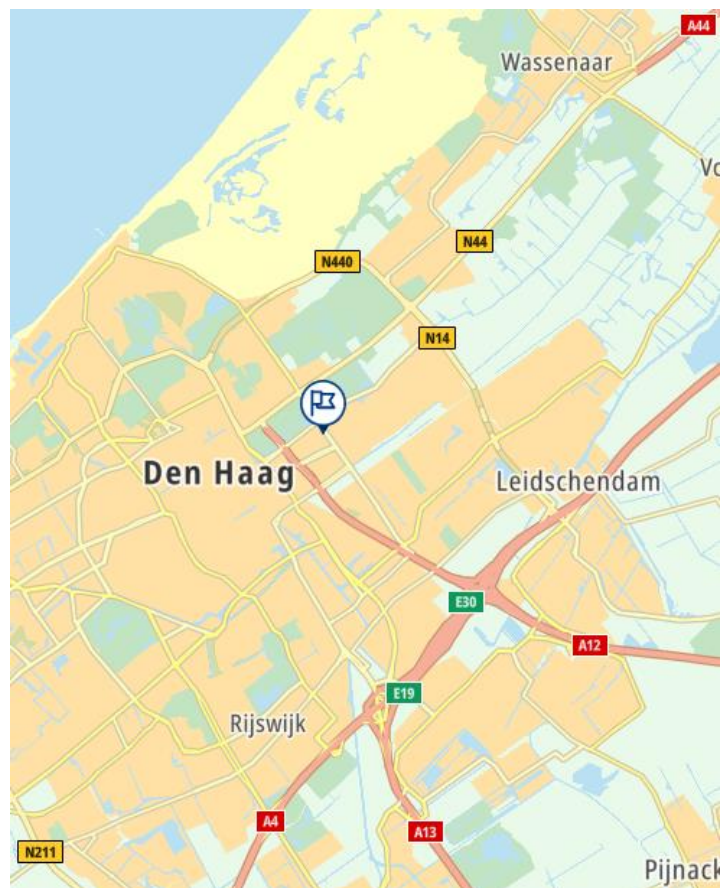 A44
Wassenaar
Vo
N44
N440
N14
Den Haag
Leidschendam
E30
A12
E19
Rijswijk
A4
A13
N211
Pijnack